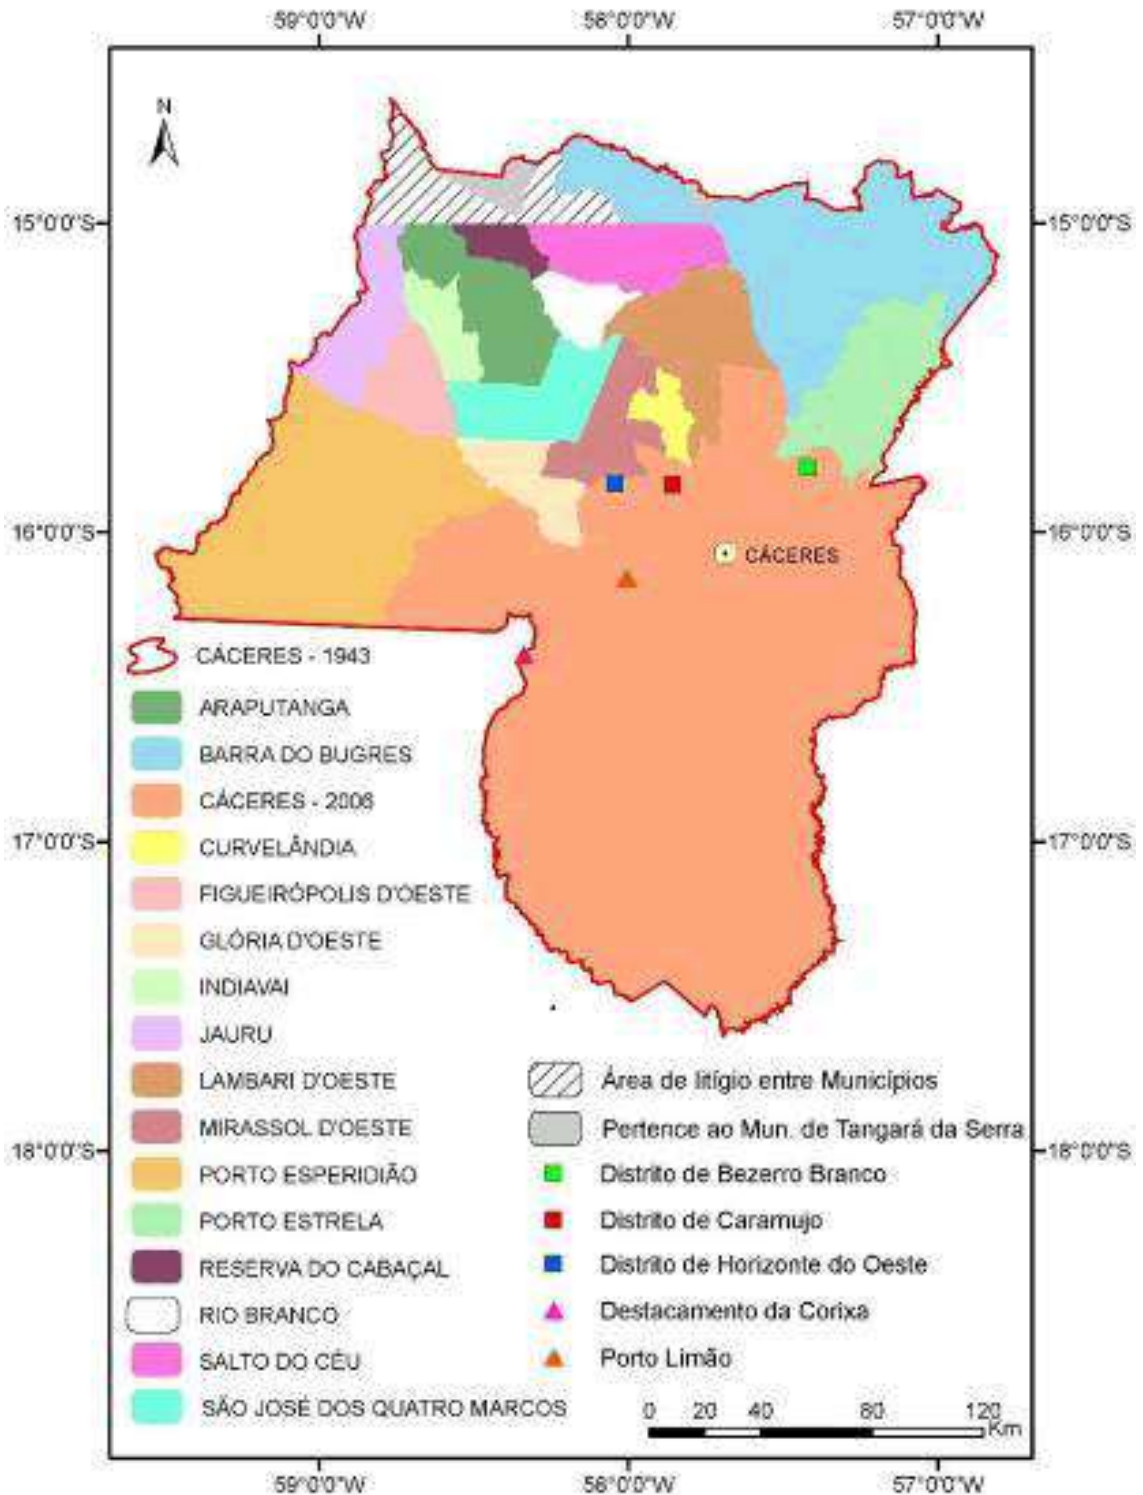 59°0'0"W 58°0'0"W 57°0'0"W
N
15°0'0"S 15°0'0"S
16°0'0"S 16°0'0"S
CÁCERES
CÁCERES - 1943
ARAPUTANGA
BARRA DO BUGRES
CÁCERES - 2006
17°0'0"S 17°0'0"S
CURVELÂNDIA
FIGUEIRÓPOLIS D'OESTE
GLÓRIA D'OESTE
INDIAVAI
JAURU
LAMBARI D'OESTE
MIRASSOL D'OESTE
18°0'0"S 18°0'0"S
PORTO ESPERIDIÃO
PORTO ESTRELA
RESERVA DO CABAÇAL
RIO BRANCO
SALTO DO CÉU
SÃO JOSÉ DOS QUATRO MARCOS
Área de litígio entre Municípios
Pertence ao Mun. de Tangará da Serra
Distrito de Bezerro Branco
Distrito de Caramujo
Distrito de Horizonte do Oeste
Destacamento da Corixa
Porto Limão
0 20 40 80 120
Km
59°0'0"W 58°0'0"W 57°0'0"W